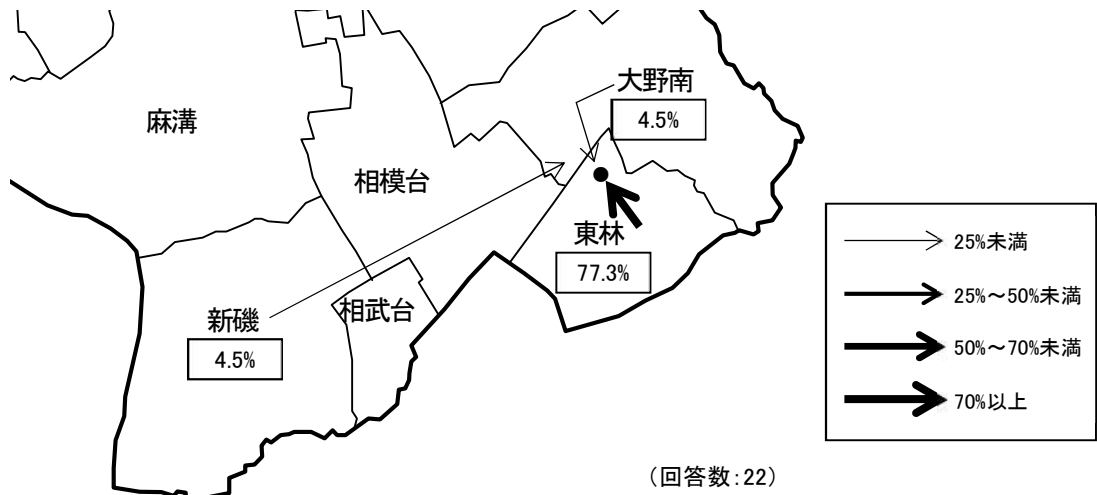 大野南
4.5%
麻溝
相模台
東林
77.3%
新磯
4.5%
相武台
25%未満
25%～50%未満
50%～70%未満
70%以上
（回答数：22）